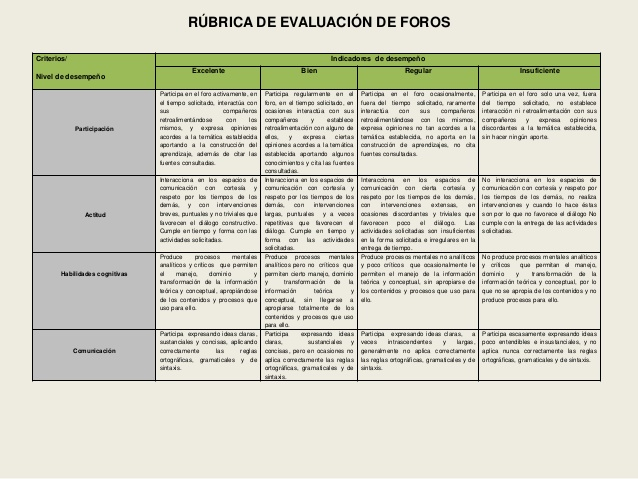 RÚBRICA DE EVALUACIÓN DE FOROS
Criterios/
Nivel de desempeño
Indicadores de desempeño
Excelente
Bien
Regular
Insuficiente
Participación
Participa en el foro activamente, en
el tiempo solicitado, interactúa con
sus compañeros
retroalimentándose con los
mismos, y expresa opiniones
acordes a la temática establecida
aportando a la construcción del
aprendizaje, además de citar las
fuentes consultadas.
Participa regularmente en el
foro, en el tiempo solicitado, en
ocasiones interactúa con sus
compañeros y establece
retroalimentación con alguno de
ellos, y expresa ciertas
opiniones acordes a la temática
establecida aportando algunos
conocimientos y cita las fuentes
consultadas.
Participa en el foro ocasionalmente,
fuera del tiempo solicitado, raramente
interactúa con sus compañeros
retroalimentándose con los mismos,
expresa opiniones no tan acordes a la
temática establecida, no aporta en la
construcción de aprendizajes, no cita
fuentes consultadas.
Participa en el foro solo una vez, fuera
del tiempo solicitado, no establece
interacción ni retroalimentación con sus
compañeros y expresa opiniones
discordantes a la temática establecida,
sin hacer ningún aporte.
Actitud
Interacciona en los espacios de
comunicación con cortesía y
respeto por los tiempos de los
demás, y con intervenciones
breves, puntuales y no triviales que
favorecen el diálogo constructivo.
Cumple en tiempo y forma con las
actividades solicitadas.
Interacciona en los espacios de
comunicación con cortesía y
respeto por los tiempos de los
demás, con intervenciones
largas, puntuales y a veces
repetitivas que favorecen el
diálogo. Cumple en tiempo y
forma con las actividades
solicitadas.
Interacciona en los espacios de
comunicación con cierta cortesía y
respeto por los tiempos de los demás,
con intervenciones extensas, en
ocasiones discordantes y triviales que
favorecen poco el diálogo. Las
actividades solicitadas son insuficientes
en la forma solicitada e irregulares en la
entrega de tiempo.
No interacciona en los espacios de
comunicación con cortesía y respeto por
los tiempos de los demás, no realiza
intervenciones y cuando lo hace éstas
son por lo que no favorece el diálogo No
cumple con la entrega de las actividades
solicitadas.
Habilidades cognitivas
Produce procesos mentales
analíticos y críticos que permiten
el manejo, dominio y
transformación de la información
teórica y conceptual, apropiándose
de los contenidos y procesos que
uso para ello.
Produce procesos mentales
analíticos pero no críticos que
permiten cierto manejo, dominio
y transformación de la
información teórica y
conceptual, sin llegarse a
apropiarse totalmente de los
contenidos y procesos que uso
para ello.
Produce procesos mentales no analíticos
y poco críticos que ocasionalmente le
permiten el manejo de la información
teórica y conceptual, sin apropiarse de
los contenidos y procesos que uso para
ello.
No produce procesos mentales analíticos
y críticos que permitan el manejo,
dominio y transformación de la
información teórica y conceptual, por lo
que no se apropia de los contenidos y no
produce procesos para ello.
Comunicación
Participa expresando ideas claras,
sustanciales y concisas, aplicando
correctamente las reglas
ortográficas, gramaticales y de
sintaxis.
Participa expresando ideas
claras, sustanciales y
concisas, pero en ocasiones no
aplica correctamente las reglas
ortográficas, gramaticales y de
sintaxis.
Participa expresando ideas claras, a
veces intrascendentes y largas,
generalmente no aplica correctamente
las reglas ortográficas, gramaticales y de
sintaxis.
Participa escasamente expresando ideas
poco entendibles e insustanciales, y no
aplica nunca correctamente las reglas
ortográficas, gramaticales y de sintaxis.